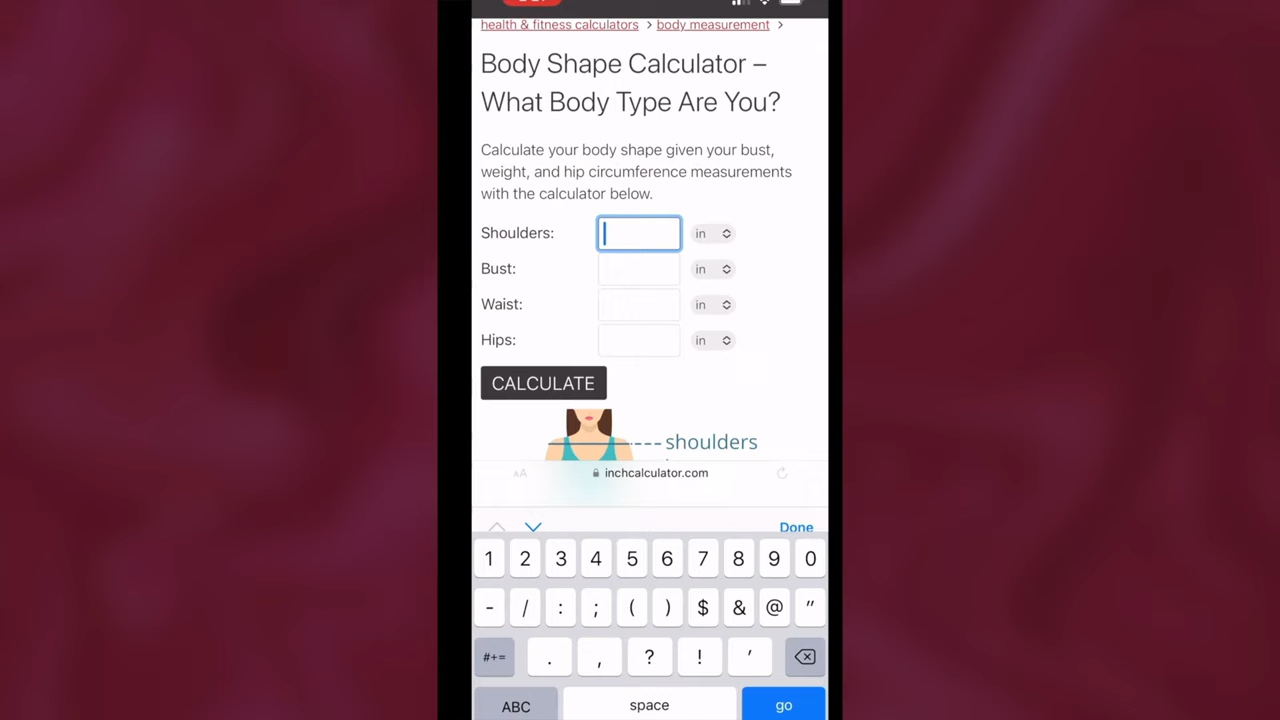 health & fitness calculators > body measurement >
Body Shape Calculator –
What Body Type Are You?
Calculate your body shape given your bust,
weight, and hip circumference measurements
with the calculator below.
Shoulders: in
Bust: in
Waist: in
Hips: in
CALCULATE
shoulders
AA inchcalculator.com
Done
1 2 3 4 5 6 7 8 9 0
- / : ; ( ) $ & @ "
#+= . , ? ! '
ABC space go